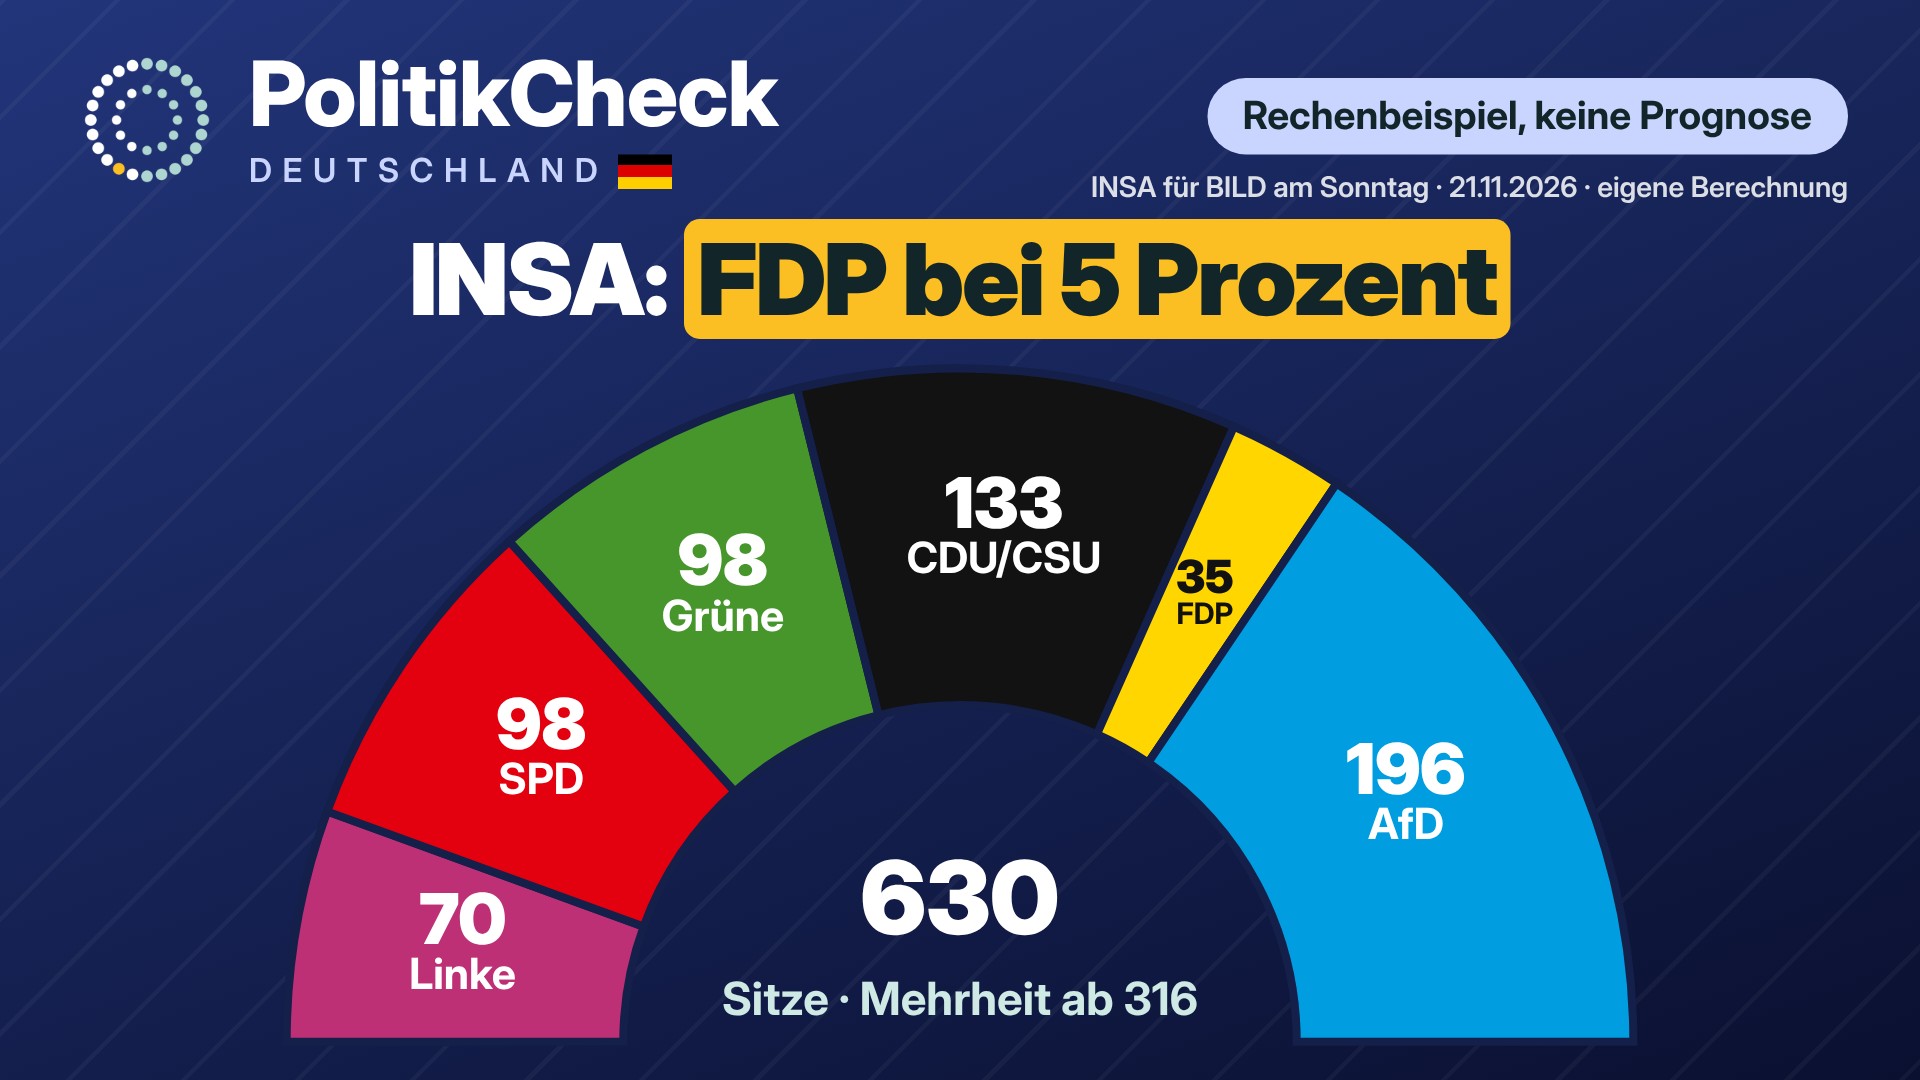 PolitikCheck
DEUTSCHLAND
Rechenbeispiel, keine Prognose
INSA für BILD am Sonntag · 21.11.2026 · eigene Berechnung
INSA: FDP bei 5 Prozent
133
CDU/CSU
98
Grüne
35
FDP
98
SPD
196
AfD
70
Linke
630
Sitze · Mehrheit ab 316